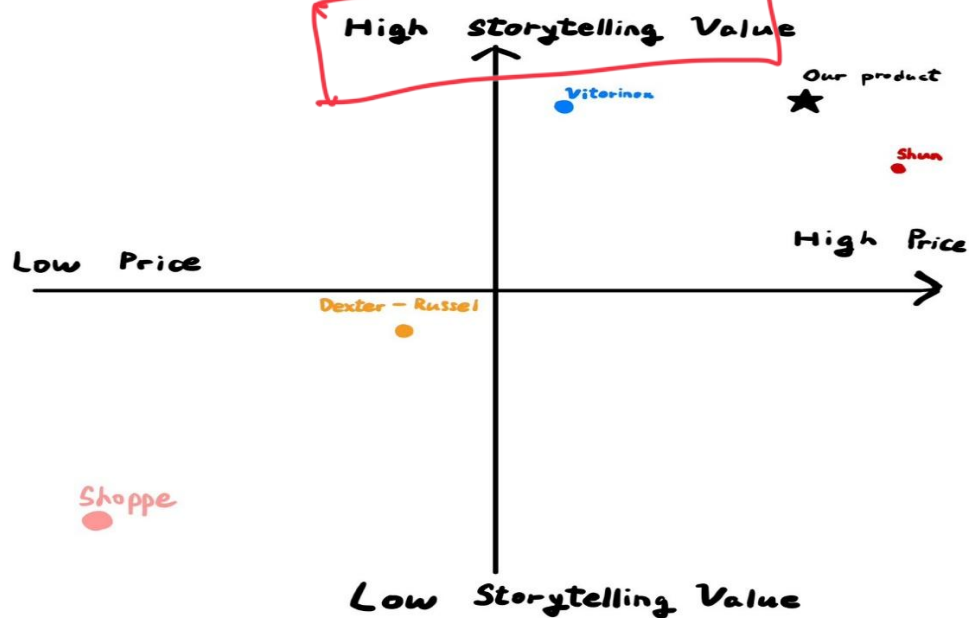 High Storytelling Value
Our product
Vitorinox
Shun
High Price
Low Price
Dexter - Russel
Shoppe
Low Storytelling Value